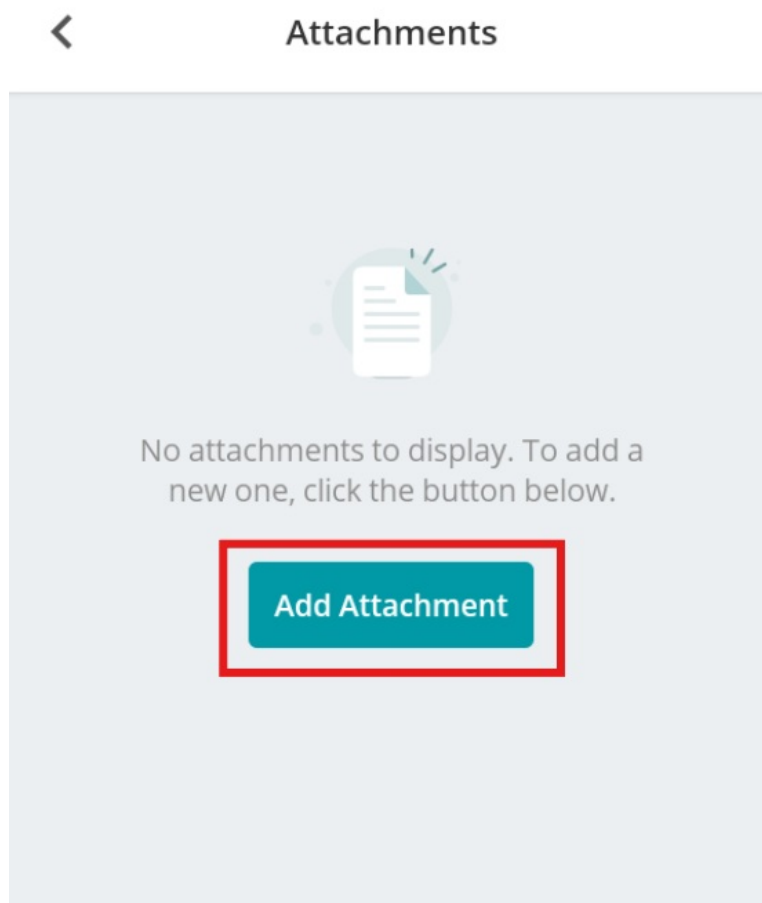 Attachments
No attachments to display. To add a
new one, click the button below.
Add Attachment